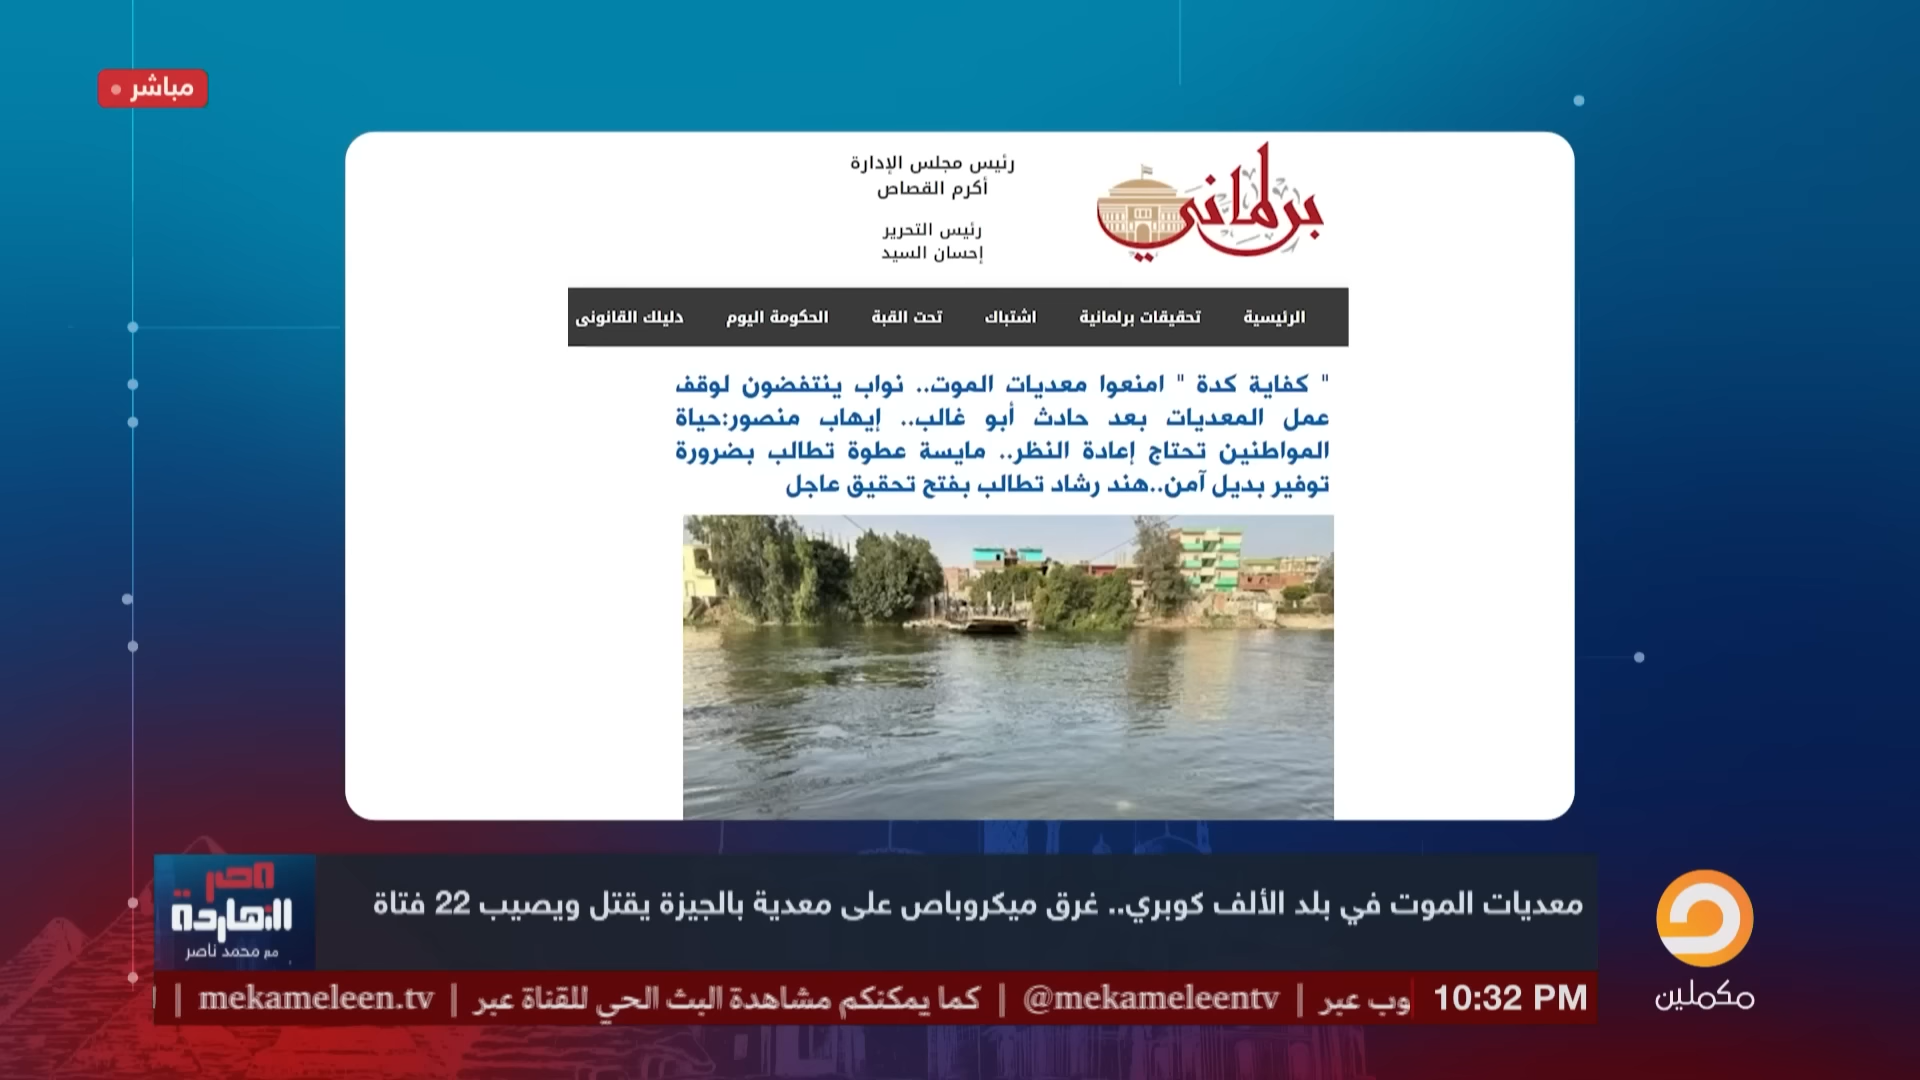 مباشر
برلماني
رئيس مجلس الإدارة
أكرم القصاص
رئيس التحرير
إحسان السيد
الرئيسية تحقيقات برلمانية اشتباك تحت القبة الحكومة اليوم دليلك القانونى
" كفاية كدة " امنعوا معديات الموت.. نواب ينتفضون لوقف
عمل المعديات بعد حادث أبو غالب.. إيهاب منصور:حياة
المواطنين تحتاج إعادة النظر.. مايسة عطوة تطالب بضرورة
توفير بديل آمن..هند رشاد تطالب بفتح تحقيق عاجل
معديات الموت في بلد الألف كوبري.. غرق ميكروباص على معدية بالجيزة يقتل ويصيب 22 فتاة
مصر
النهاردة
مع محمد ناصر
10:32 PM
وب عبر | @mekameleentv | كما يمكنكم مشاهدة البث الحي للقناة عبر | mekameleen.tv |
مكملين